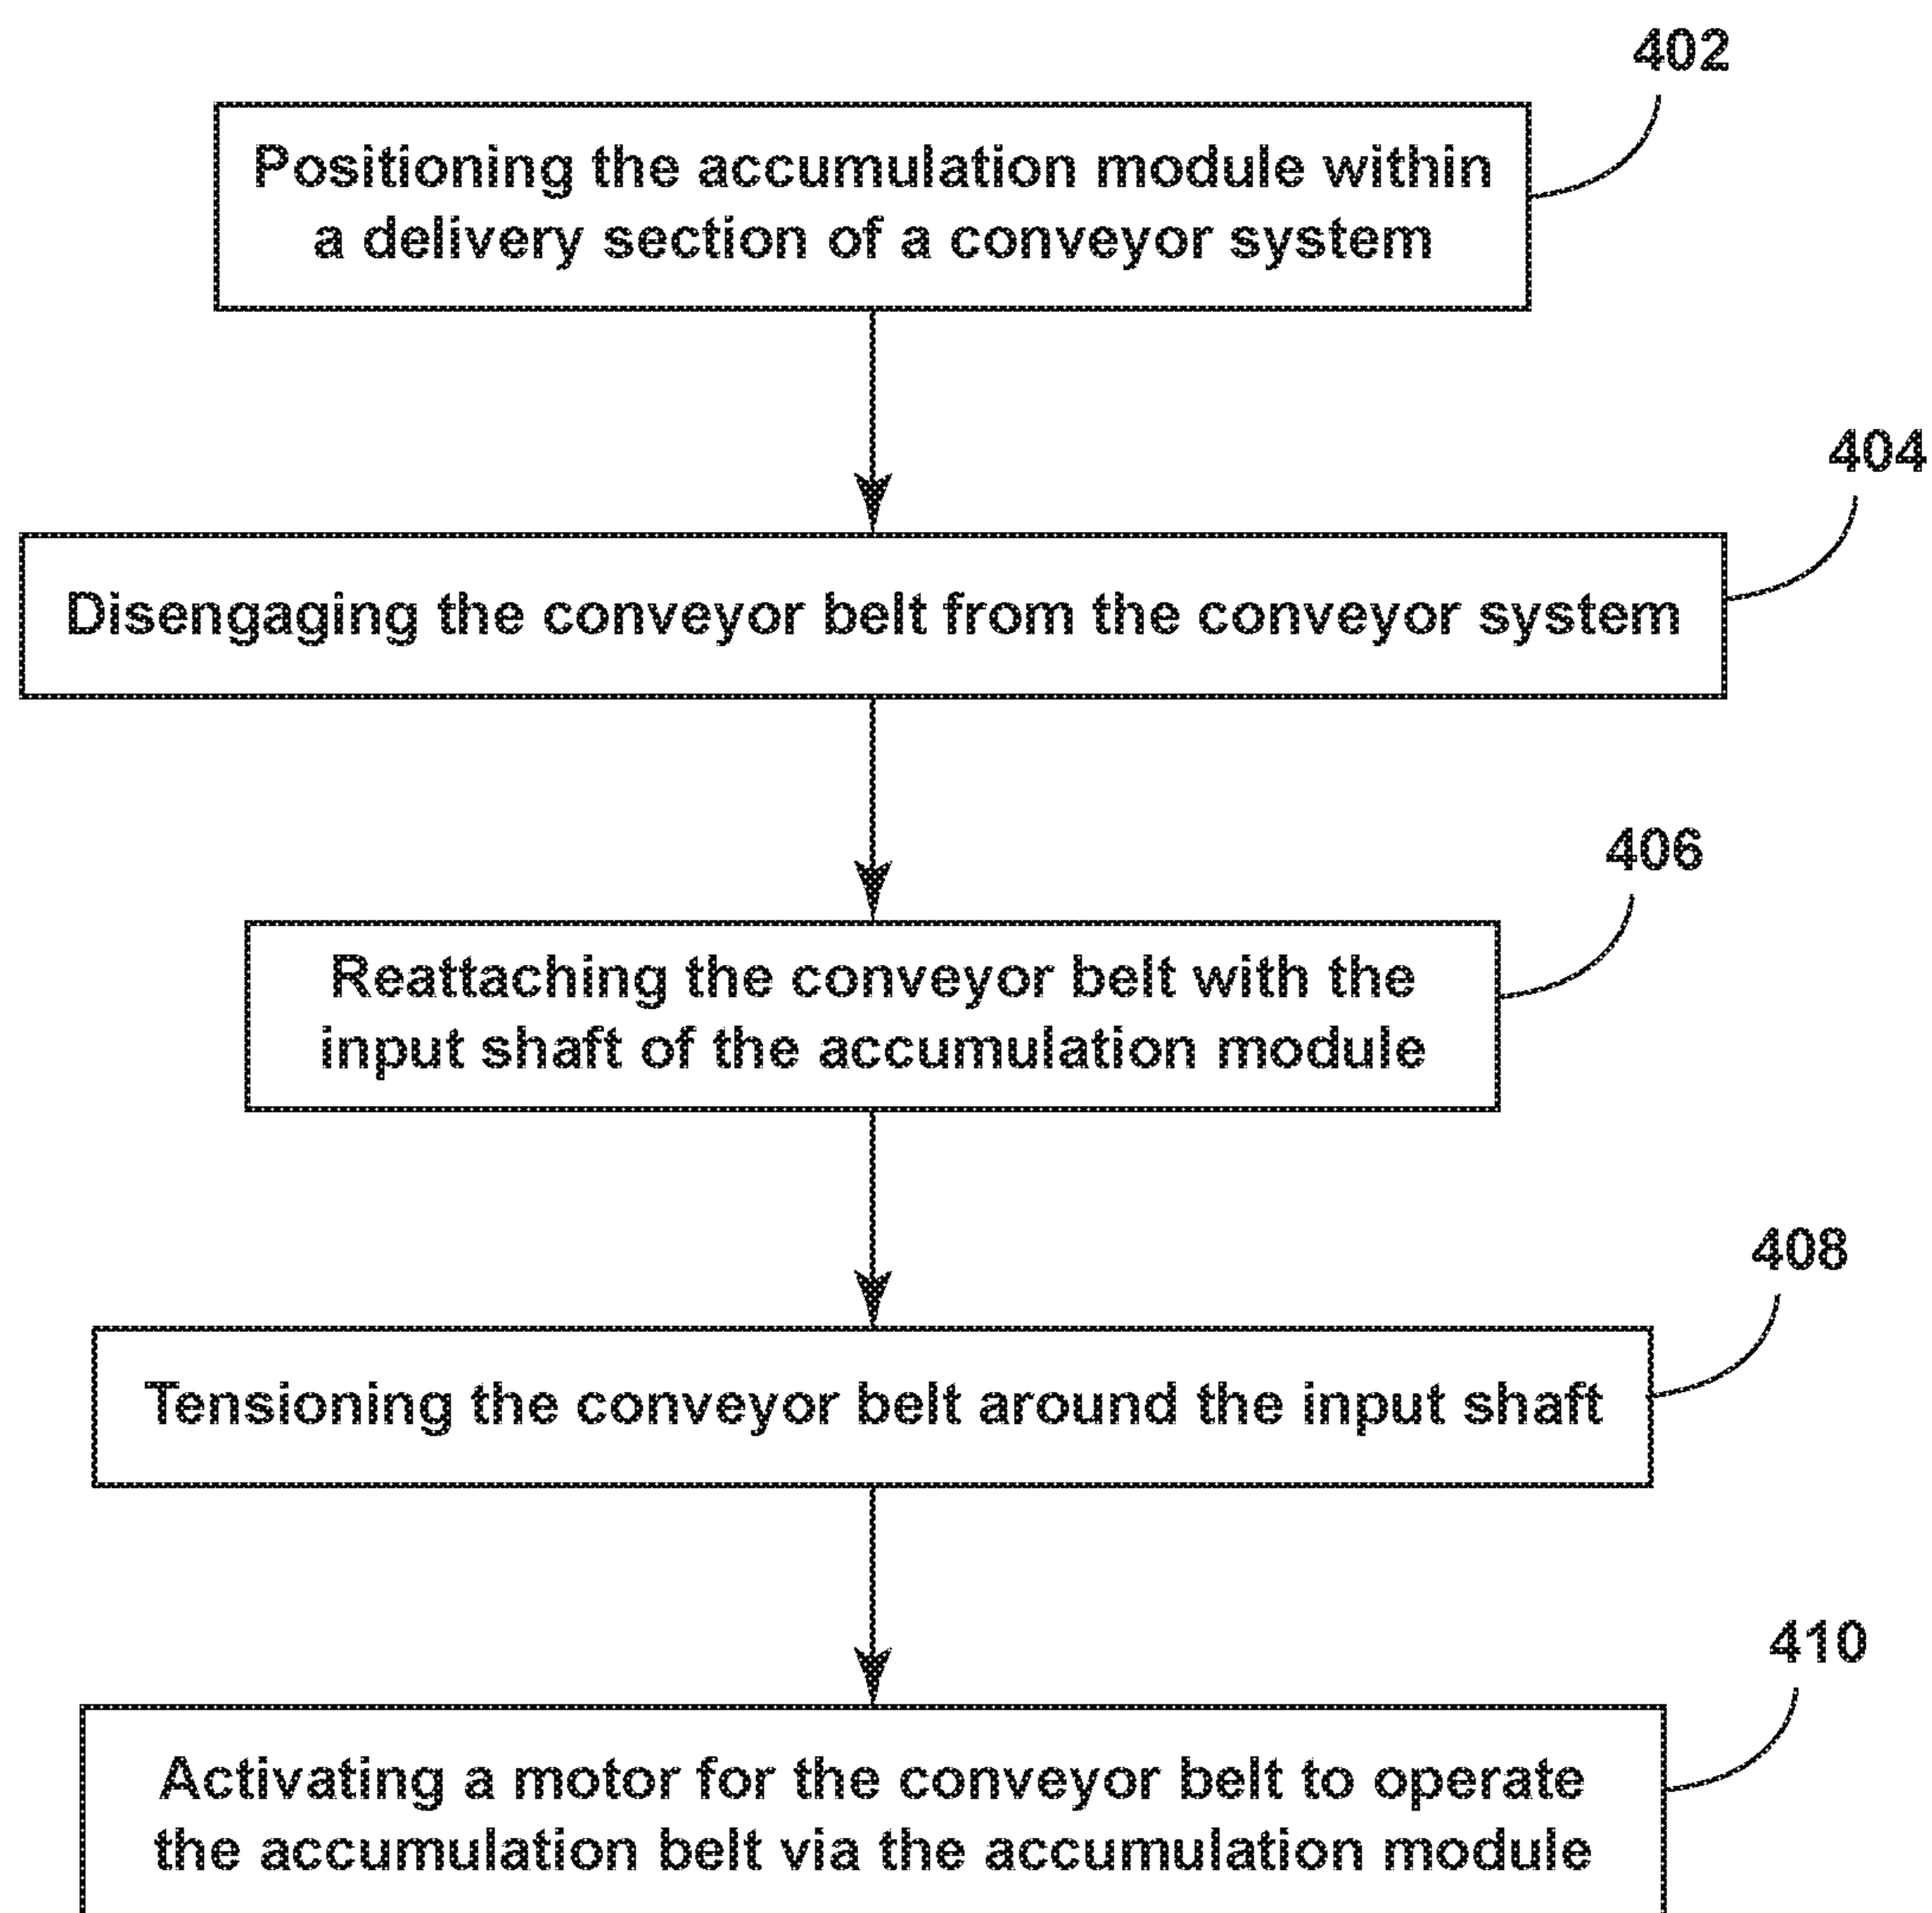 402
Positioning the accumulation module within
a delivery section of a conveyor system
404
Disengaging the conveyor belt from the conveyor system
406
Reattaching the conveyor belt with the
input shaft of the accumulation module
408
Tensioning the conveyor belt around the input shaft
410
Activating a motor for the conveyor belt to operate
the accumulation belt via the accumulation module